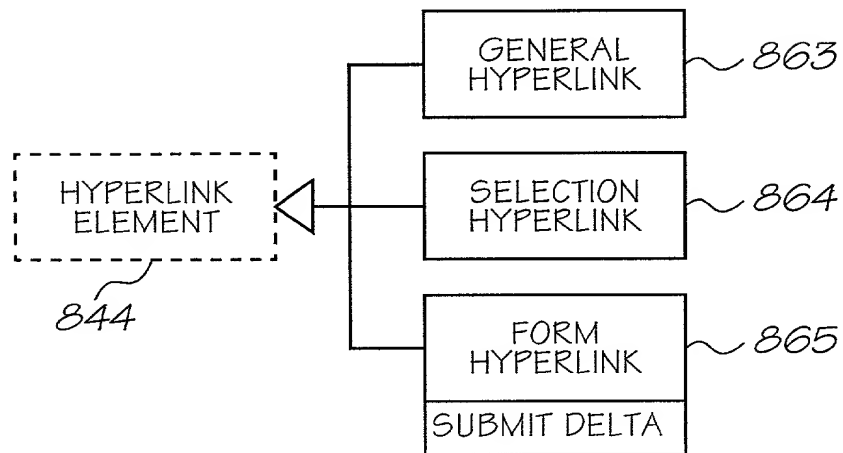 GENERAL
HYPERLINK
863
HYPERLINK
ELEMENT
844
SELECTION
HYPERLINK
864
FORM
HYPERLINK
865
SUBMIT DELTA